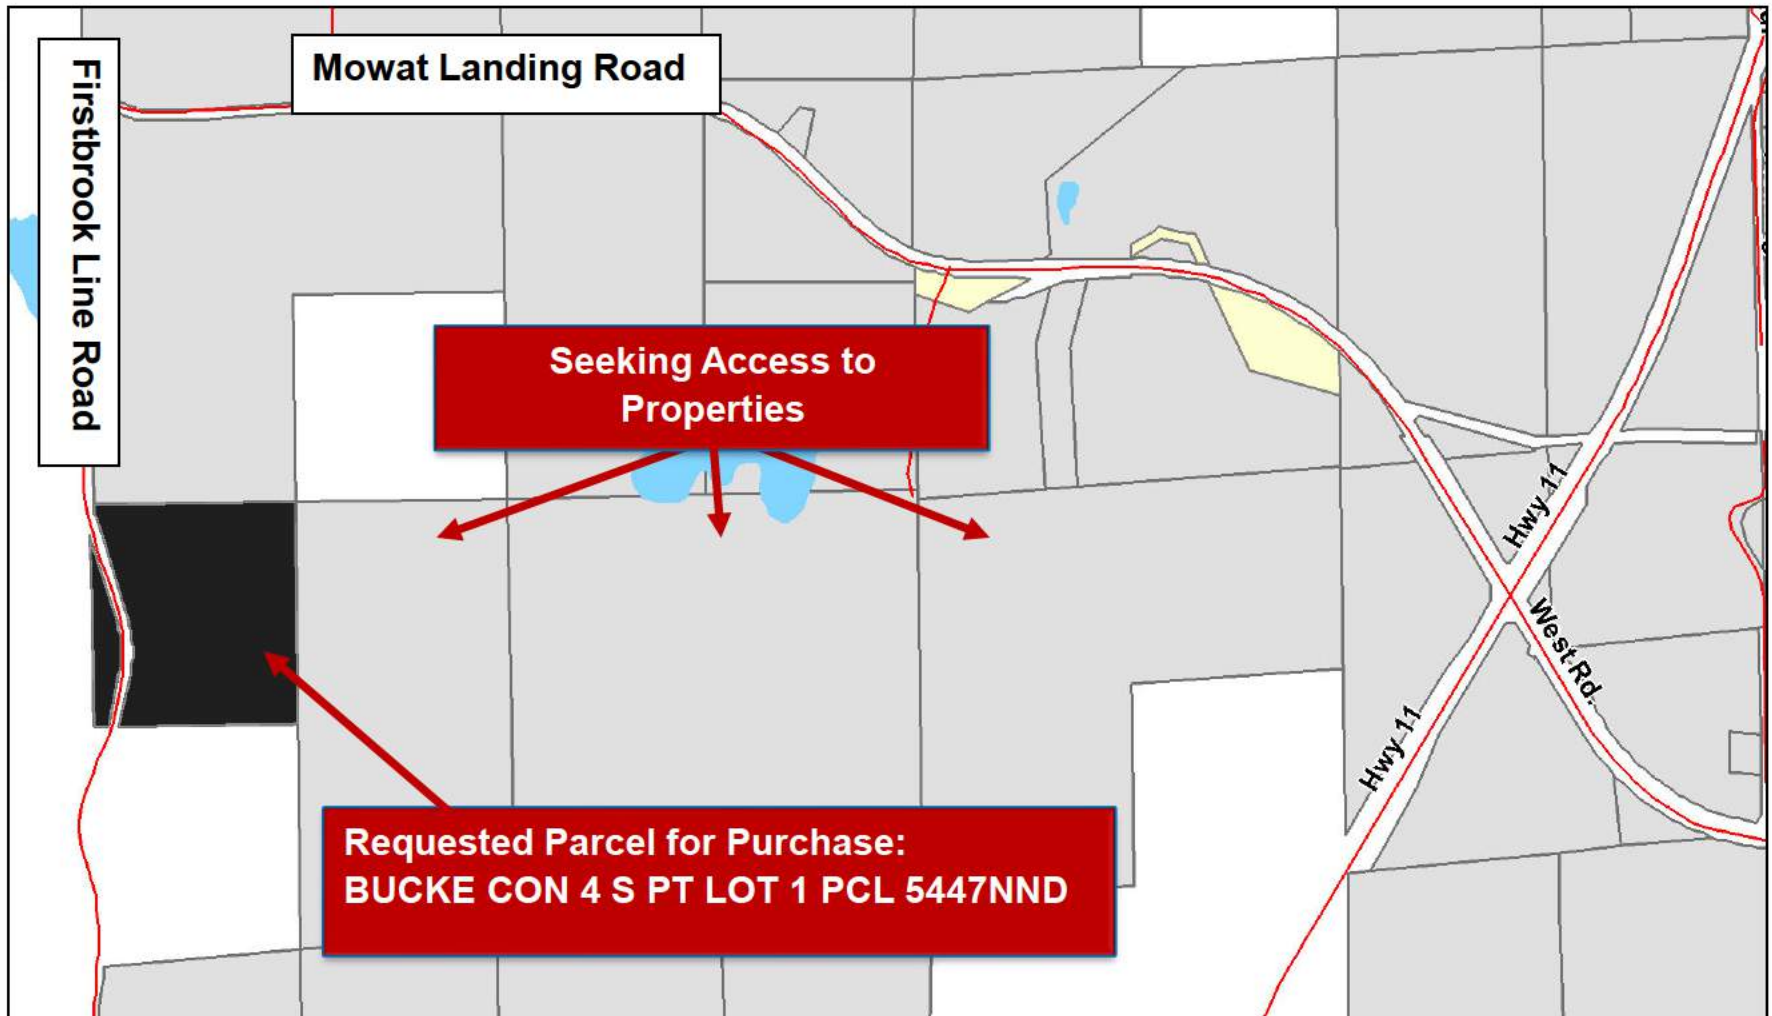 Mowat Landing Road
Firstbrook Line Road
Seeking Access to
Properties
Hwy 11
West Rd.
Hwy 11
Requested Parcel for Purchase:
BUCKE CON 4 S PT LOT 1 PCL 5447NND